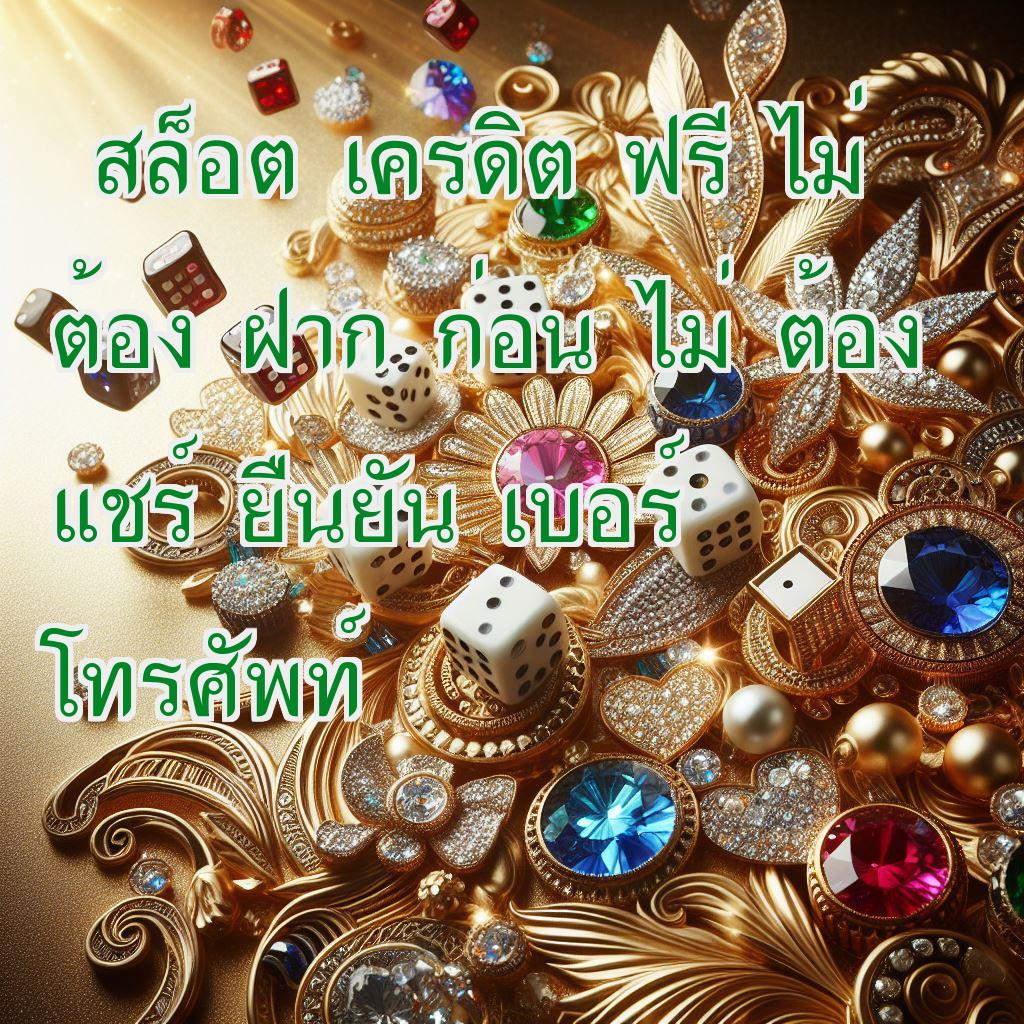 สล็อต เครดิต ฟรี ไม่
ต้อง ฝาก ก่อน ไม่ ต้อง
แชร์ ยืนยัน เบอร์
โทรศัพท์